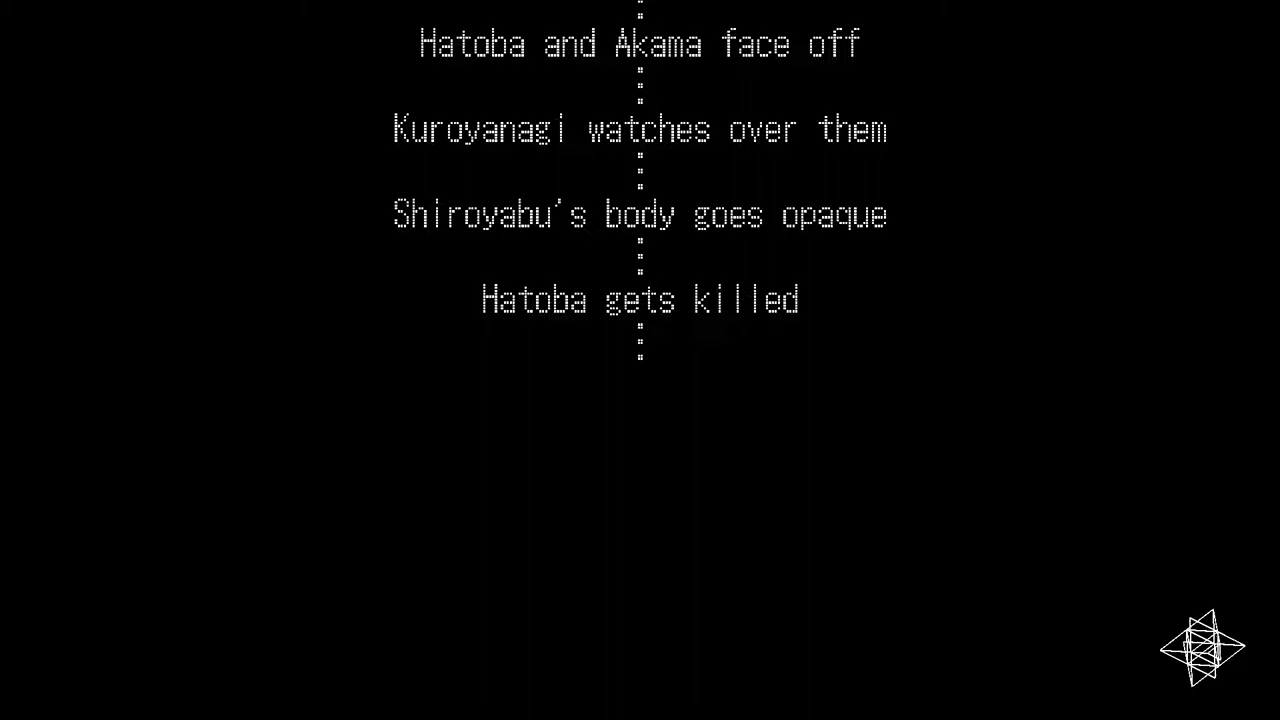 Hatoba and Akama face off
Kuroyanagi watches over them
Shiroyabu's body goes opaque
Hatoba gets killed